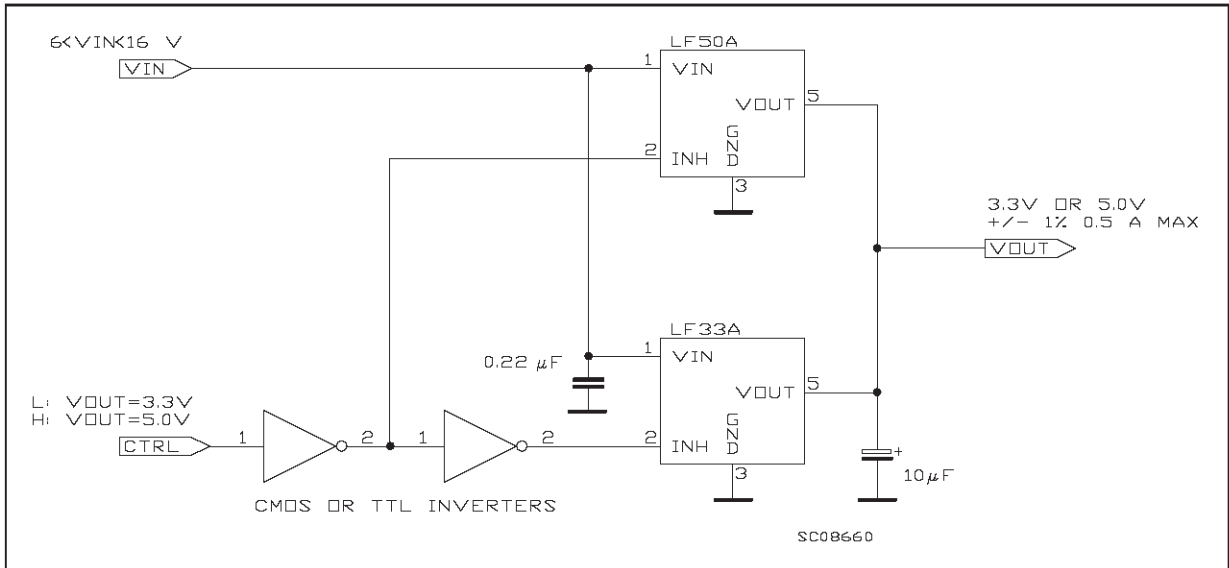 6<VIN<16 V
VIN
LF50A
1 VIN
VOUT 5
2 INH
GND
3
3.3V OR 5.0V
+/- 1% 0.5 A MAX
VOUT
LF33A
0.22 µF
1 VIN
VOUT 5
L: VOUT=3.3V
H: VOUT=5.0V
CTRL
1 2 1 2
2 INH
GND
3
+
10µF
CMOS OR TTL INVERTERS
SC08660